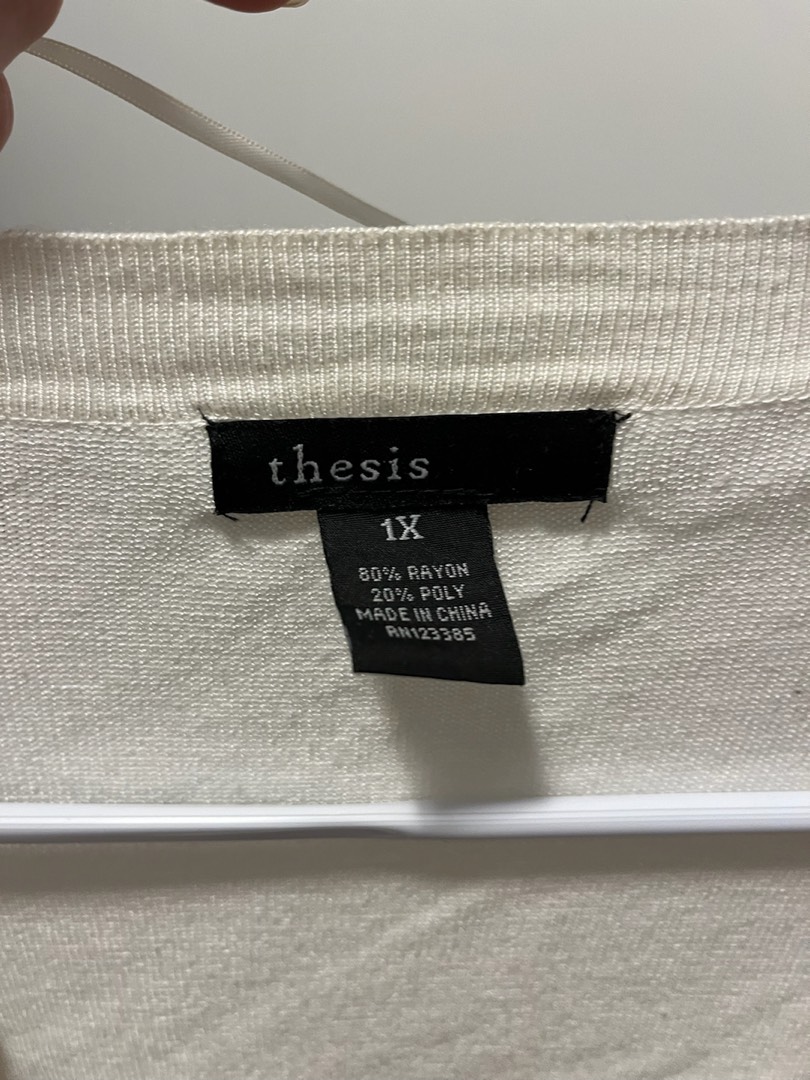 thesis
1X
80% RAYON
20% POLY
MADE IN CHINA
RN123385